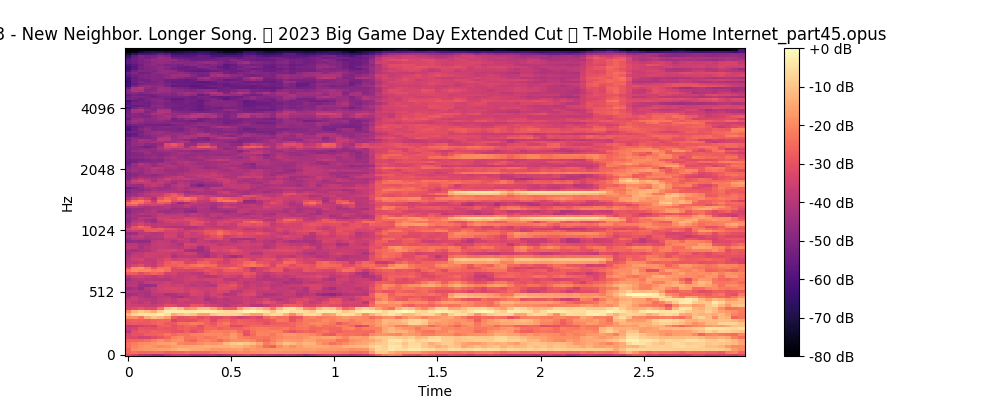 3 - New Neighbor. Longer Song. 2023 Big Game Day Extended Cut T-Mobile Home Internet_part45.opus
+0 dB
-10 dB
-20 dB
-30 dB
-40 dB
-50 dB
-60 dB
-70 dB
-80 dB
4096
2048
1024
512
0
Hz
0
0.5
1
1.5
2
2.5
Time